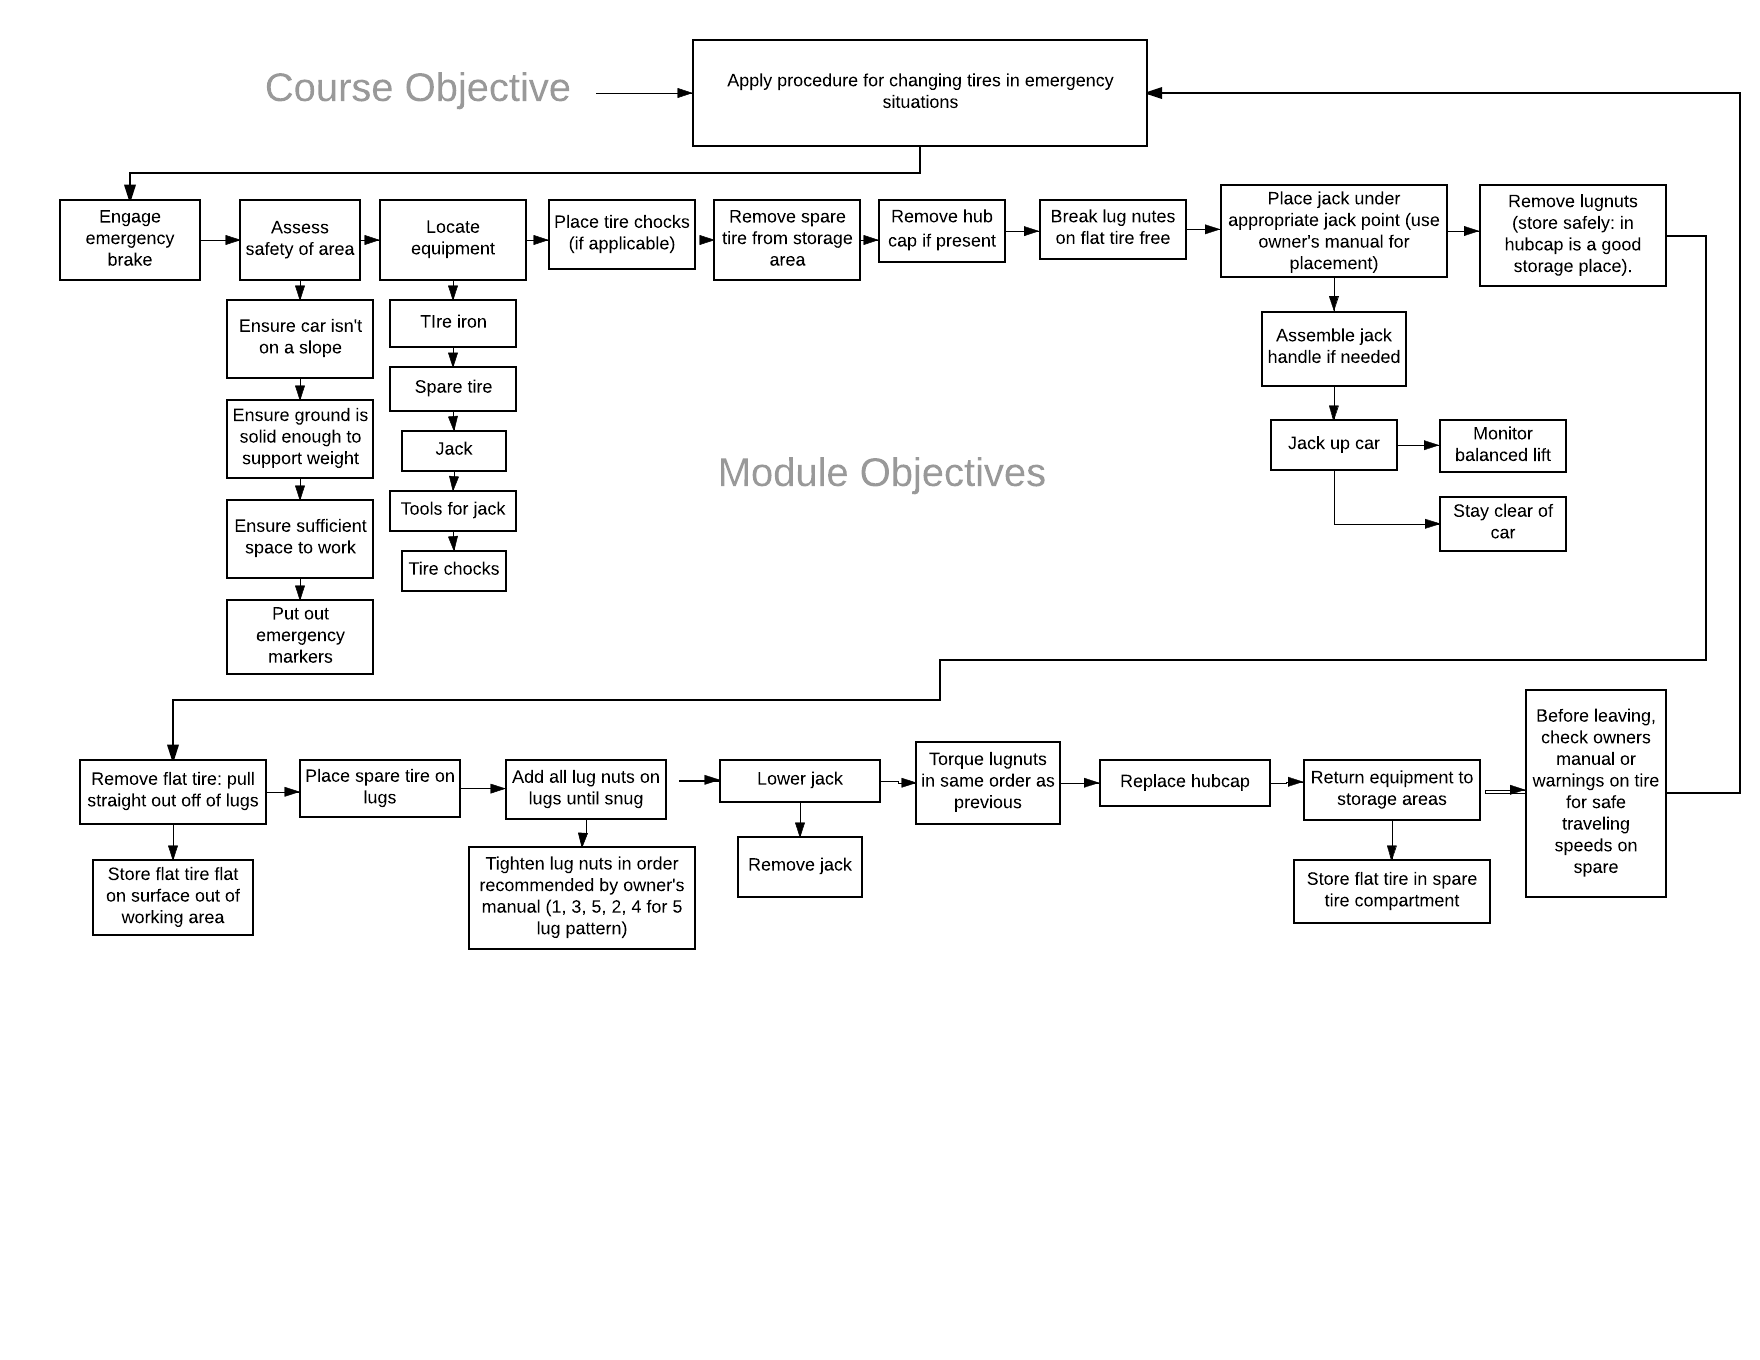 Course Objective
Apply procedure for changing tires in emergency
situations
Engage
emergency
brake
Assess
safety of area
Locate
equipment
Place tire chocks
(if applicable)
Remove spare
tire from storage
area
Remove hub
cap if present
Break lug nutes
on flat tire free
Place jack under
appropriate jack point (use
owner's manual for
placement)
Remove lugnuts
(store safely: in
hubcap is a good
storage place).
Ensure car isn't
on a slope
Ensure ground is
solid enough to
support weight
Ensure sufficient
space to work
Put out
emergency
markers
TIre iron
Spare tire
Jack
Tools for jack
Tire chocks
Assemble jack
handle if needed
Jack up car
Monitor
balanced lift
Stay clear of
car
Module Objectives
Remove flat tire: pull
straight out off of lugs
Store flat tire flat
on surface out of
working area
Place spare tire on
lugs
Add all lug nuts on
lugs until snug
Tighten lug nuts in order
recommended by owner's
manual (1, 3, 5, 2, 4 for 5
lug pattern)
Lower jack
Remove jack
Torque lugnuts
in same order as
previous
Replace hubcap
Return equipment to
storage areas
Store flat tire in spare
tire compartment
Before leaving,
check owners
manual or
warnings on tire
for safe
traveling
speeds on
spare